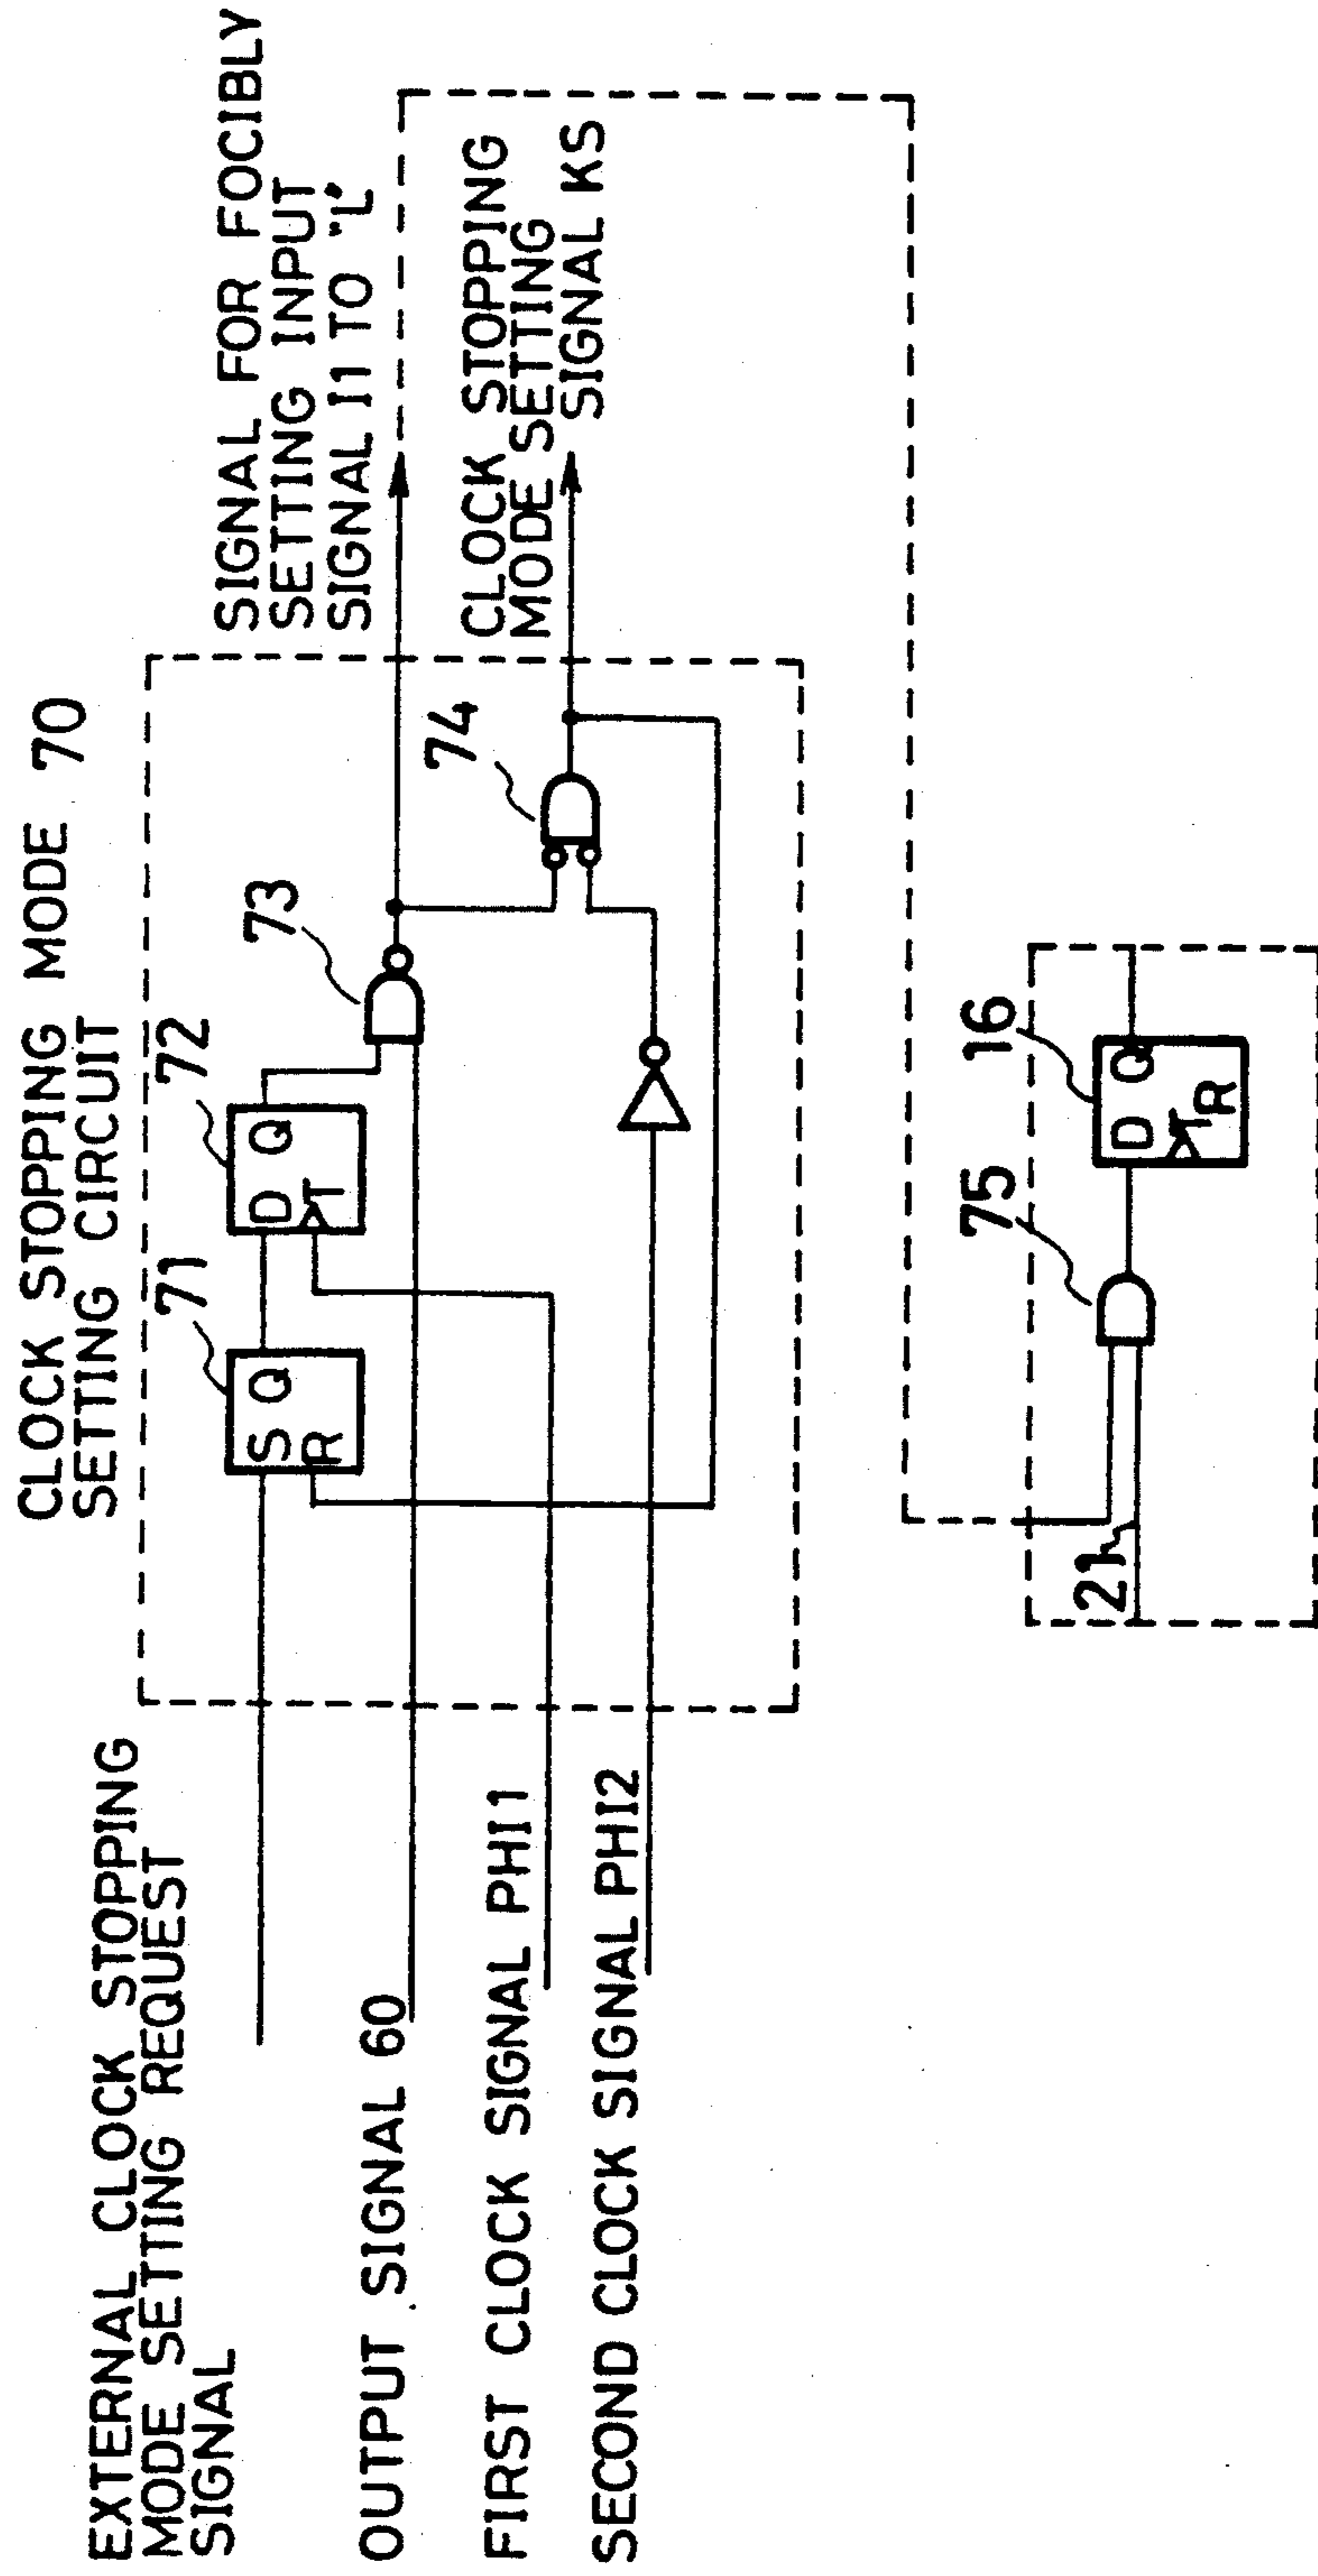 CLOCK STOPPING MODE 70
SETTING CIRCUIT
EXTERNAL CLOCK STOPPING
MODE SETTING REQUEST
SIGNAL
OUTPUT SIGNAL 60
FIRST CLOCK SIGNAL PHI1
SECOND CLOCK SIGNAL PHI2
71
S Q
R
72
D Q
T
73
74
SIGNAL FOR FOCIBLY
SETTING INPUT
SIGNAL I1 TO "L"
CLOCK STOPPING
MODE SETTING
SIGNAL KS
21
75
16
D Q
T
R